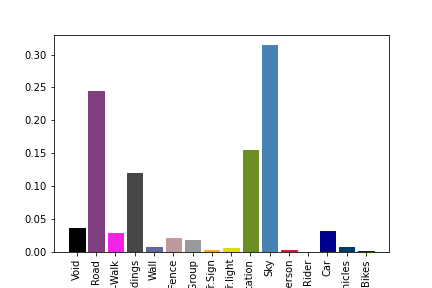 0.30
0.25
0.20
0.15
0.10
0.05
0.00
Void
Road
-Walk
dings
Wall
Fence
Group
r.Sign
r.light
tation
Sky
erson
Rider
Car
hicles
Bikes